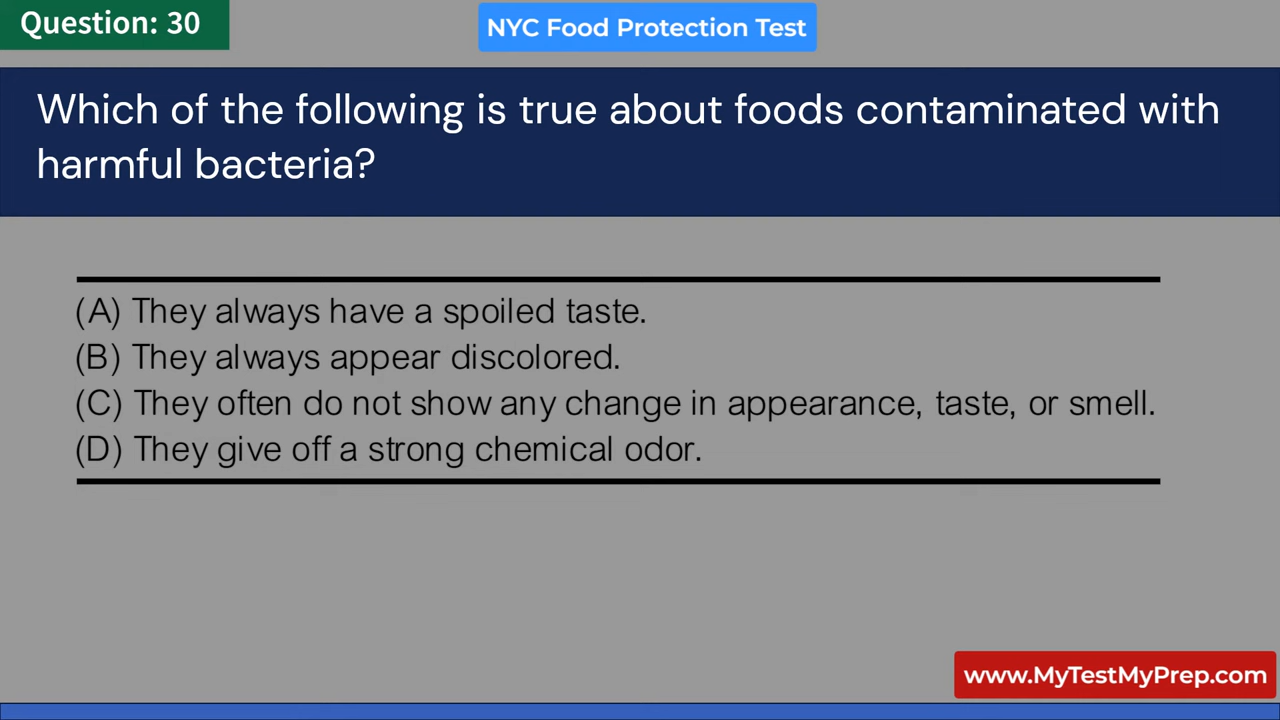 Question: 30
NYC Food Protection Test
Which of the following is true about foods contaminated with
harmful bacteria?
(A) They always have a spoiled taste.
(B) They always appear discolored.
(C) They often do not show any change in appearance, taste, or smell.
(D) They give off a strong chemical odor.
www.MyTestMyPrep.com